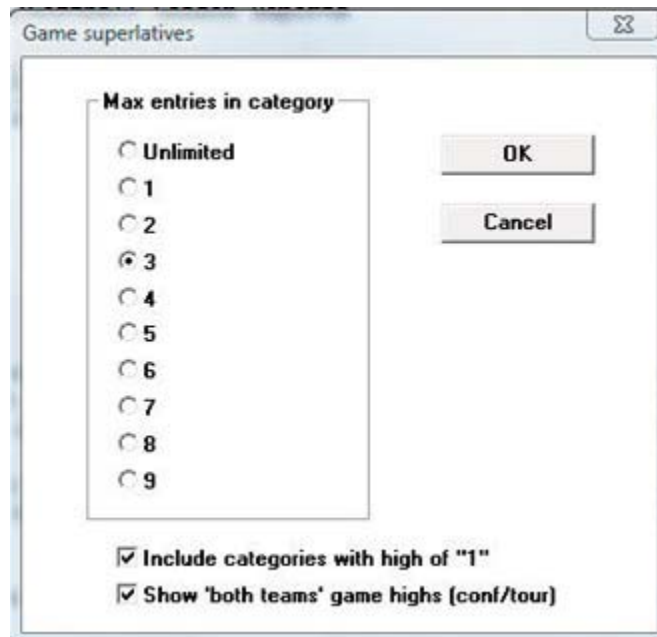 Game superlatives
Max entries in category
Unlimited
1
2
3
4
5
6
7
8
9
OK
Cancel
Include categories with high of "1"
Show 'both teams' game highs (conf/tour)